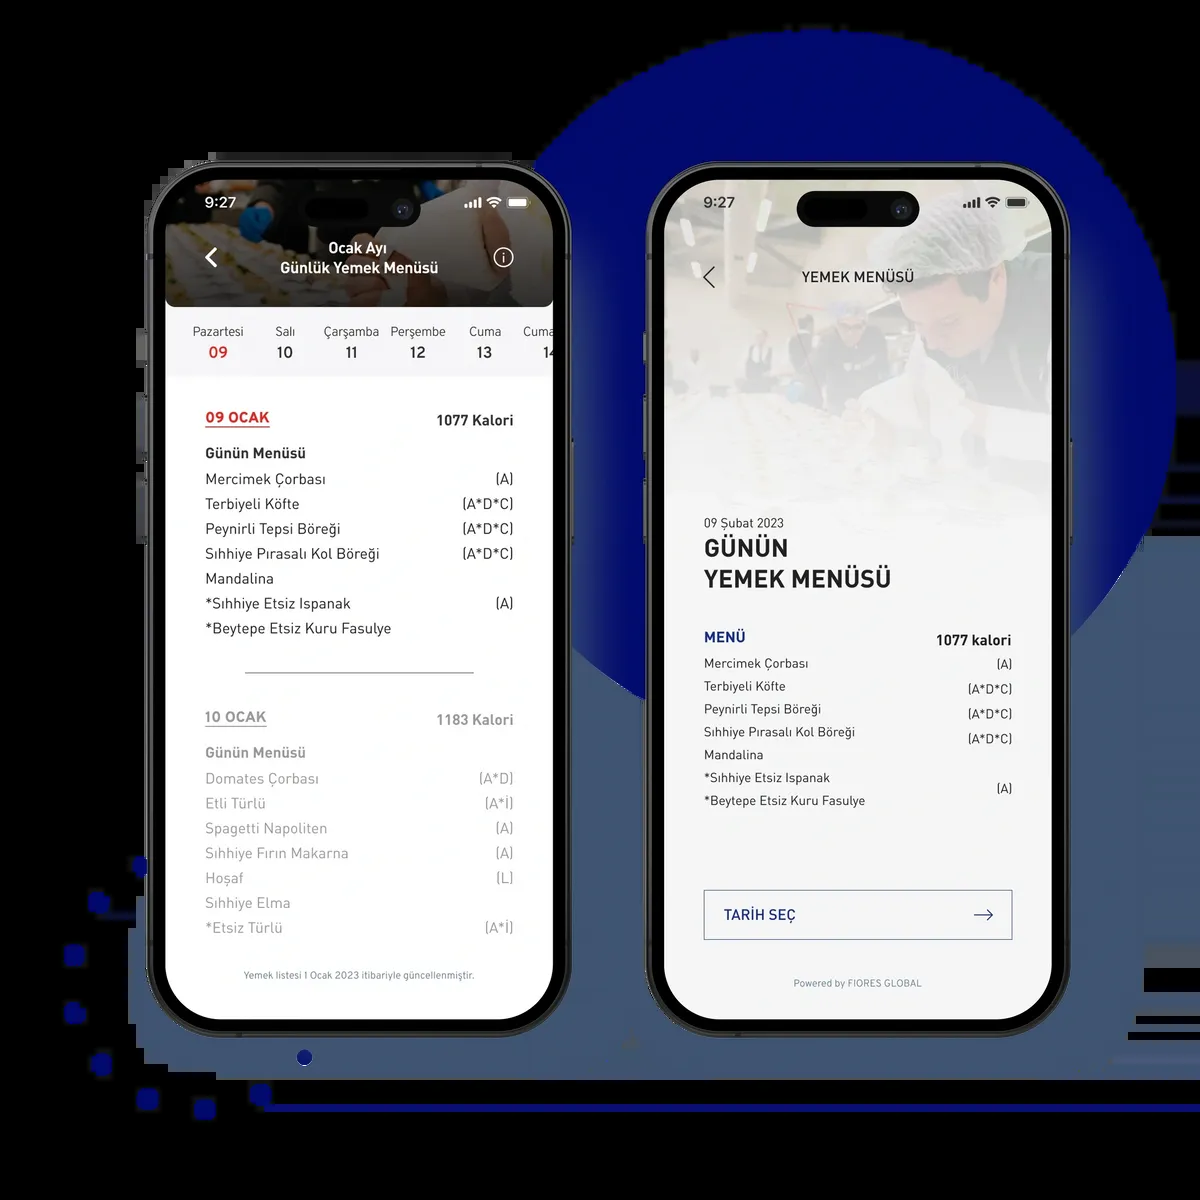 9:27
Ocak Ayı
Günlük Yemek Menüsü
Pazartesi Salı Çarşamba Perşembe Cuma Cuma
09 10 11 12 13 14
09 OCAK 1077 Kalori
Günün Menüsü
Mercimek Çorbası (A)
Terbiyeli Köfte (A*D*C)
Peynirli Tepsi Böreği (A*D*C)
Sıhhiye Pırasalı Kol Böreği (A*D*C)
Mandalina
*Sıhhiye Etsiz Ispanak (A)
*Beytepe Etsiz Kuru Fasulye
10 OCAK 1183 Kalori
Günün Menüsü
Domates Çorbası (A*D)
Etli Türlü (A*İ)
Spagetti Napoliten (A)
Sıhhiye Fırın Makarna (A)
Hoşaf (L)
Sıhhiye Elma
*Etsiz Türlü (A*İ)
Yemek listesi 1 Ocak 2023 itibariyle güncellenmiştir.
9:27
YEMEK MENÜSÜ
09 Şubat 2023
GÜNÜN
YEMEK MENÜSÜ
MENÜ 1077 kalori
Mercimek Çorbası (A)
Terbiyeli Köfte (A*D*C)
Peynirli Tepsi Böreği (A*D*C)
Sıhhiye Pırasalı Kol Böreği (A*D*C)
Mandalina
*Sıhhiye Etsiz Ispanak (A)
*Beytepe Etsiz Kuru Fasulye
TARİH SEÇ
Powered by FIORES GLOBAL